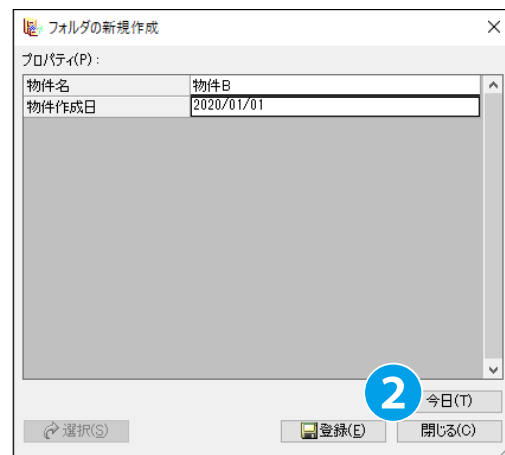 フォルダの新規作成
プロパティ(P) :
物件名 物件B
物件作成日 2020/01/01
2 今日(T)
選択(S) 登録(E) 閉じる(C)